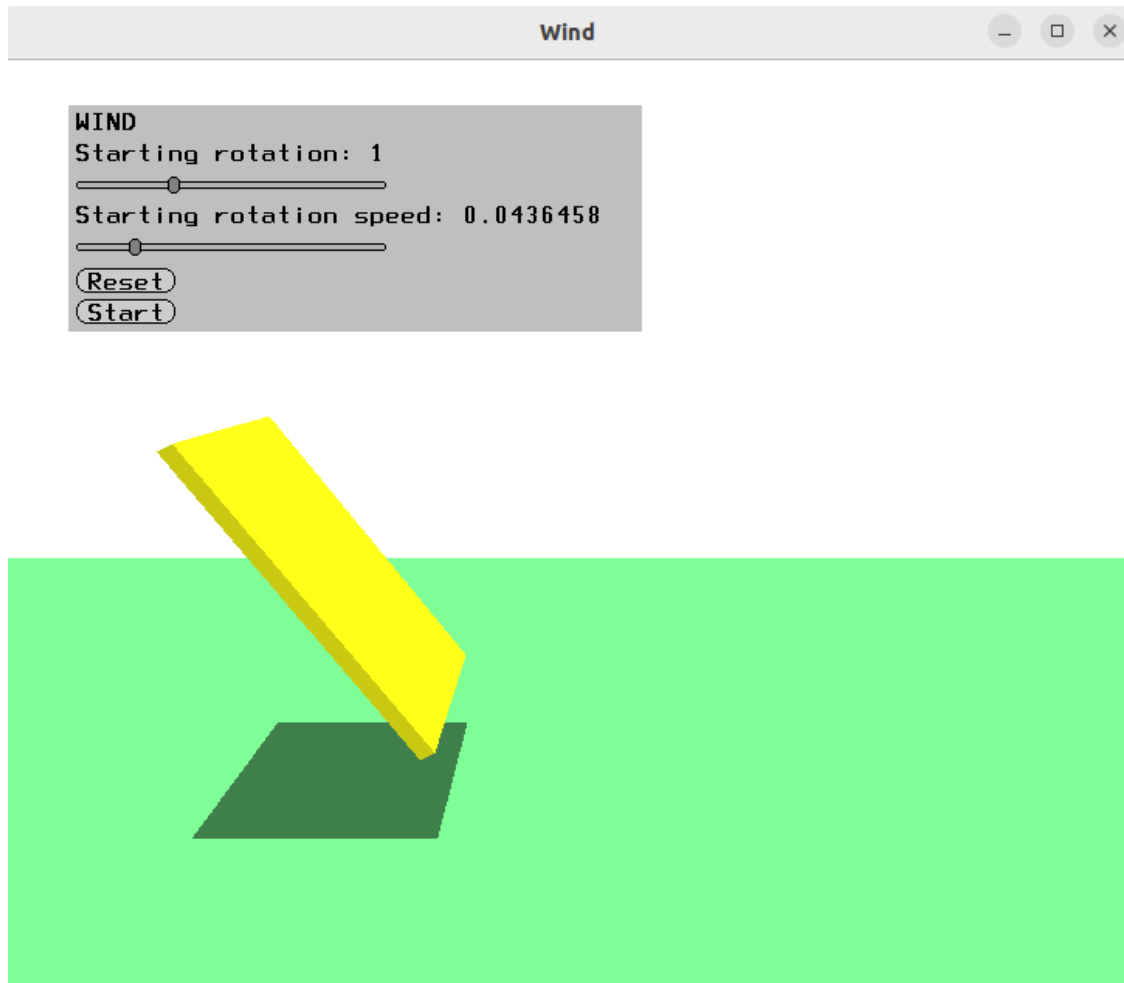 Wind
WIND
Starting rotation: 1
Starting rotation speed: 0.0436458
Reset
Start